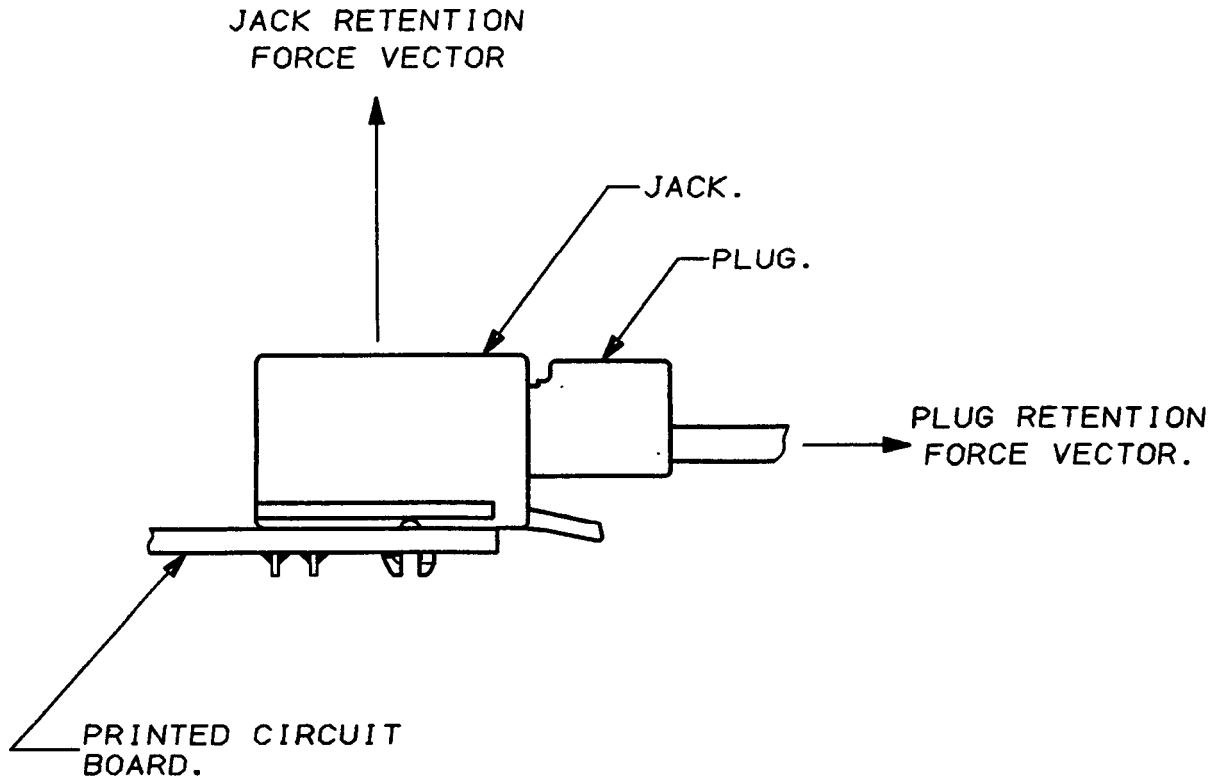 JACK RETENTION
FORCE VECTOR
JACK.
PLUG.
PLUG RETENTION
FORCE VECTOR.
PRINTED CIRCUIT
BOARD.